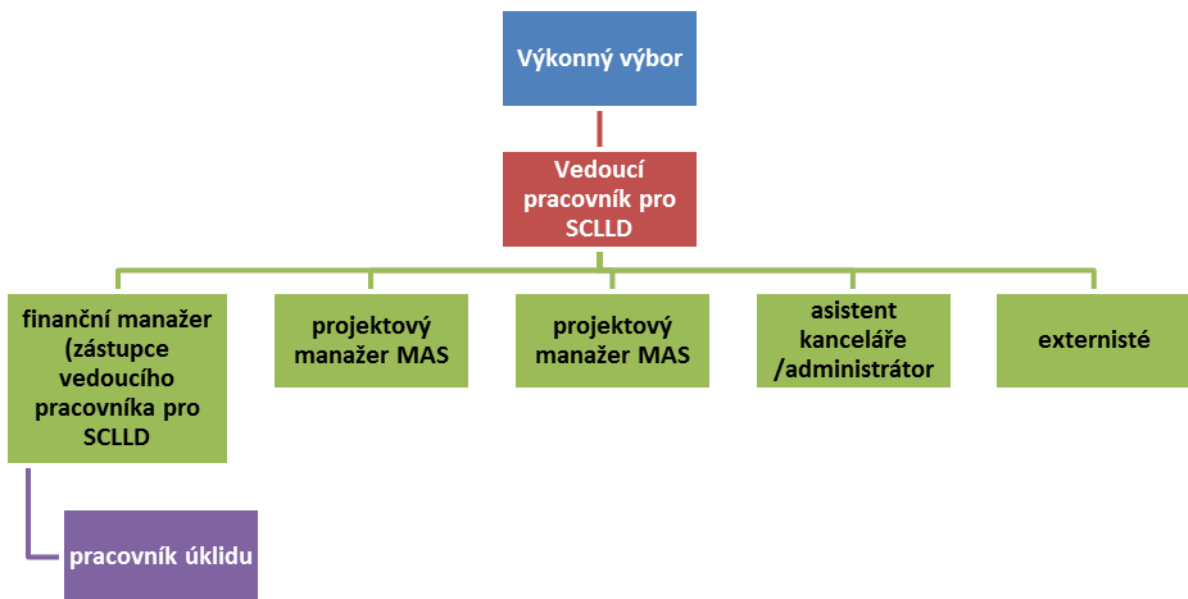 Výkonný výbor
Vedoucí
pracovník pro
SCLLD
finanční manažer
(zástupce
vedoucího
pracovníka pro
SCLLD
projektový
manažer MAS
projektový
manažer MAS
asistent
kanceláře
/administrátor
externisté
pracovník úklidu